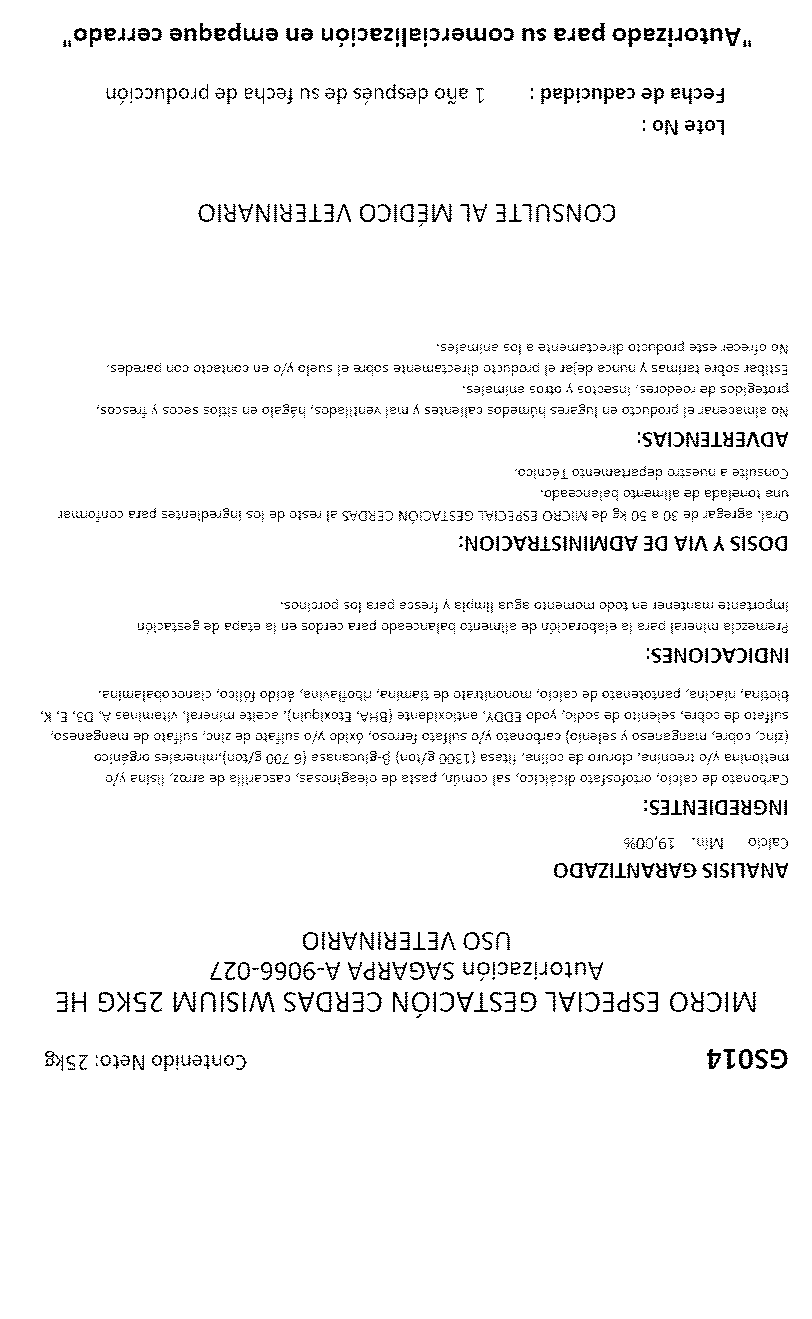 GS014 Contenido Neto: 25kg
MICRO ESPECIAL GESTACIÓN CERDAS WISIUM 25KG HE
Autorización SAGARPA A-9066-027
USO VETERINARIO
ANALISIS GARANTIZADO
Calcio Mín. 19,00%
INGREDIENTES:
Carbonato de calcio, ortofosfato dicálcico, sal común, pasta de oleaginosas, cascarilla de arroz, lisina y/o
metionina y/o treonina, cloruro de colina, fitasa (1300 g/ton) β-glucanasa (6 700 g/ton),minerales orgánico
(zinc, cobre, manganeso y selenio) carbonato y/o sulfato ferroso, óxido y/o sulfato de zinc, sulfato de manganeso,
sulfato de cobre, selenito de sodio, yodo EDDY, antioxidante (BHA, Etoxiquin), aceite mineral, vitaminas A, D3, E, K,
biotina, niacina, pantotenato de calcio, mononitrato de tiamina, riboflavina, ácido fólico, cianocobalamina.
INDICACIONES:
Premezcla mineral para la elaboración de alimento balanceado para cerdos en la etapa de gestación
Importante mantener en todo momento agua limpia y fresca para los porcinos.
DOSIS Y VIA DE ADMINISTRACION:
Oral, agregar de 30 a 50 kg de MICRO ESPECIAL GESTACIÓN CERDAS al resto de los ingredientes para conformar
una tonelada de alimento balanceado.
Consulte a nuestro departamento Técnico.
ADVERTENCIAS:
No almacenar el producto en lugares húmedos calientes y mal ventilados, hágalo en sitios secos y frescos,
protegidos de roedores, insectos y otros animales.
Estibar sobre tarimas y nunca dejar el producto directamente sobre el suelo y/o en contacto con paredes.
No ofrecer este producto directamente a los animales.
CONSULTE AL MÉDICO VETERINARIO
Lote No :
Fecha de caducidad : 1 año después de su fecha de producción
"Autorizado para su comercialización en empaque cerrado"